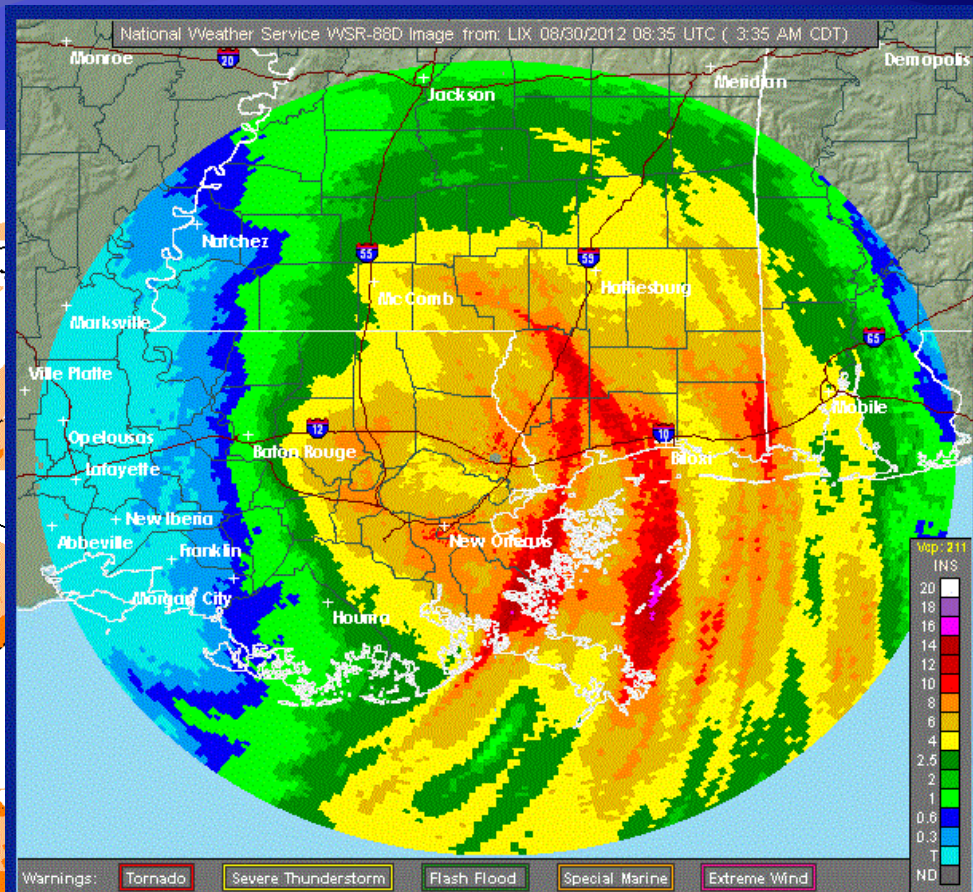 National Weather Service WSR-88D Image from: LIX 08/30/2012 08:35 UTC ( 3:35 AM CDT)
Monroe
20
Demopolis
Meridian
Jackson
Natchez
55
59
Hattiesburg
Mc Comb
Marksville
65
Ville Platte
Mobile
Opelousas
12
10
Baton Rouge
Biloxi
Lafayette
New Iberia
New Orleans
Abbeville
Franklin
Morgan City
Houma
Vcp: 211
INS
20
18
16
14
12
10
8
6
4
2.5
2
1
0.6
0.3
T
ND
Warnings: Tornado Severe Thunderstorm Flash Flood Special Marine Extreme Wind